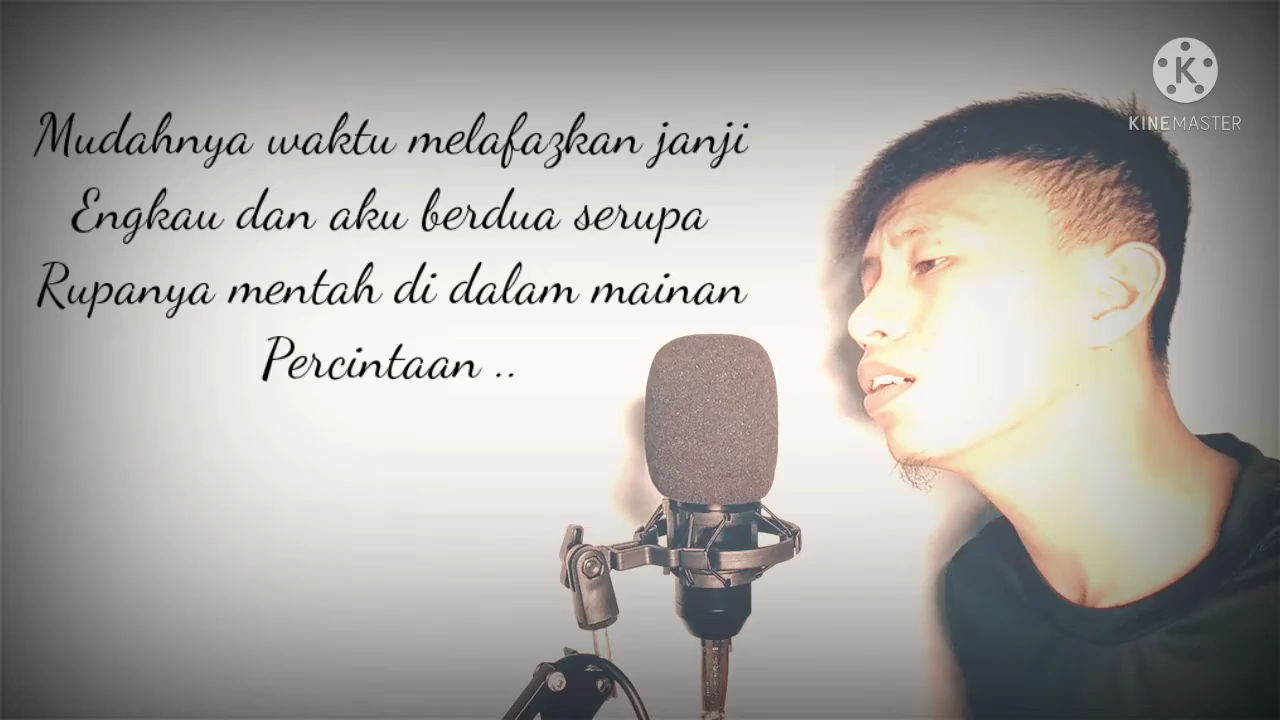 Mudahnya waktu melafazkan janji
Engkau dan aku berdua serupa
Rupanya mentah di dalam mainan
Percintaan ..
K
KINEMASTER